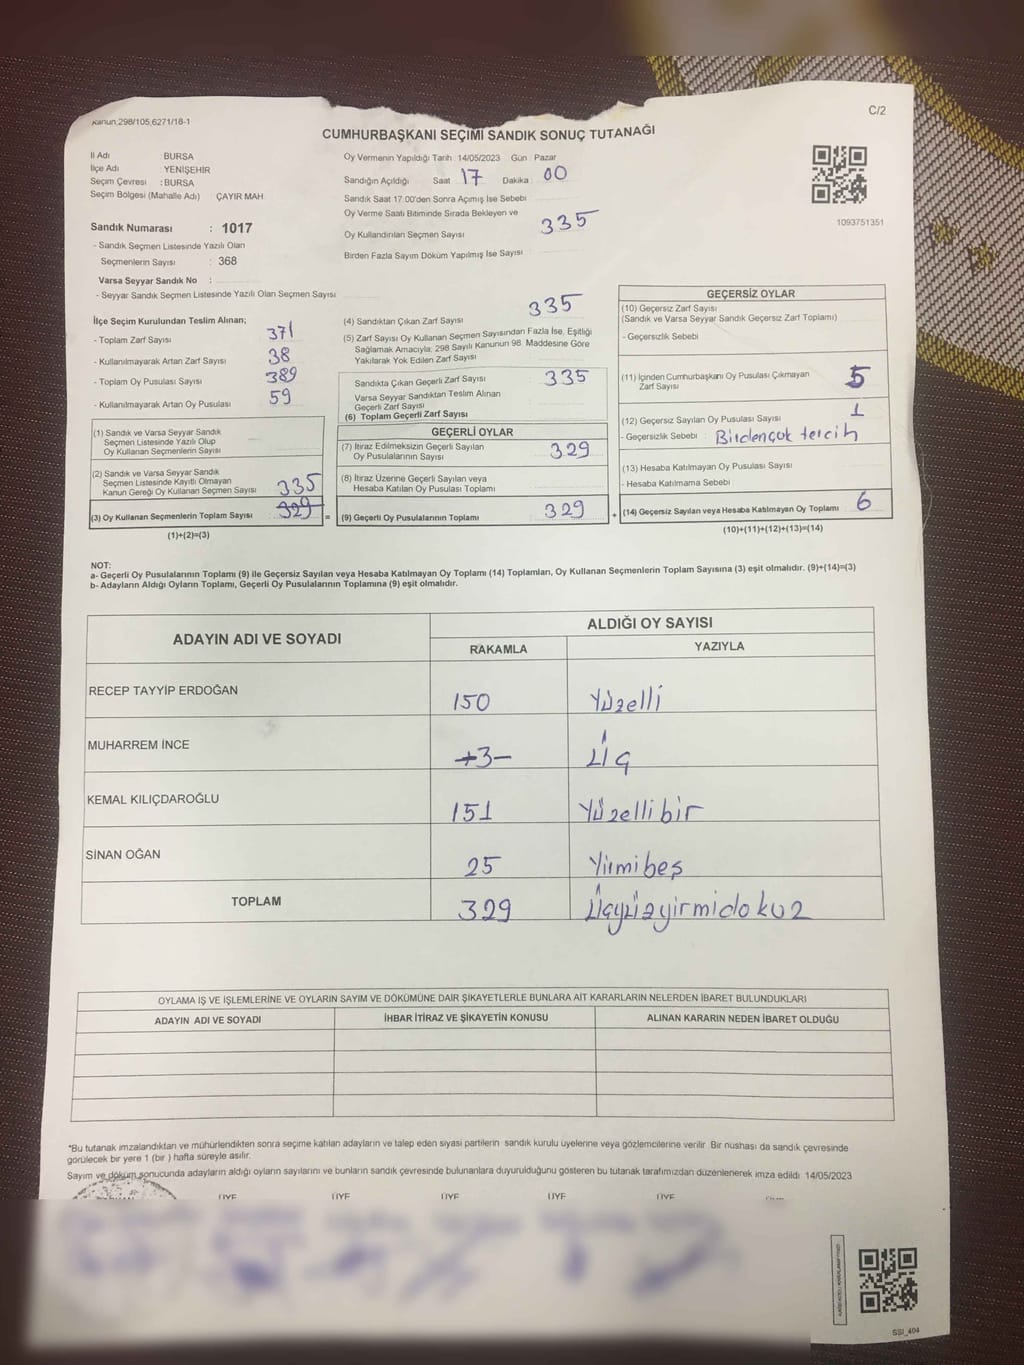 Kanun:298/105,6271/18-1
C/2
CUMHURBAŞKANI SEÇİMİ SANDIK SONUÇ TUTANAĞI
İl Adı BURSA
İlçe Adı YENİŞEHİR
Seçim Çevresi : BURSA
Seçim Bölgesi (Mahalle Adı) ÇAYIR MAH
Sandık Numarası : 1017
- Sandık Seçmen Listesinde Yazılı Olan
Seçmenlerin Sayısı : 368
Varsa Seyyar Sandık No :
- Seyyar Sandık Seçmen Listesinde Yazılı Olan Seçmen Sayısı
Oy Vermenin Yapıldığı Tarih 14/05/2023 Gün : Pazar
Sandığın Açıldığı Saat 17 Dakika : 00
Sandık Saat 17:00'den Sonra Açımış İse Sebebi
Oy Verme Saati Bitiminde Sırada Bekleyen ve
Oy Kullandırılan Seçmen Sayısı 335
Birden Fazla Sayım Döküm Yapılmış İse Sayısı
1093751351
İlçe Seçim Kurulundan Teslim Alınan;
- Toplam Zarf Sayısı 371
- Kullanılmayarak Artan Zarf Sayısı 38
- Toplam Oy Pusulası Sayısı 389
- Kullanılmayarak Artan Oy Pusulası 59
(1) Sandık ve Varsa Seyyar Sandık
Seçmen Listesinde Yazılı Olup
Oy Kullanan Seçmenlerin Sayısı
(2) Sandık ve Varsa Seyyar Sandık
Seçmen Listesinde Kayıtlı Olmayan
Kanun Gereği Oy Kullanan Seçmen Sayısı 335
(3) Oy Kullanan Seçmenlerin Toplam Sayısı 329 =
(1)+(2)=(3)
(4) Sandıktan Çıkan Zarf Sayısı 335
(5) Zarf Sayısı Oy Kullanan Seçmen Sayısından Fazla İse, Eşitliği
Sağlamak Amacıyla; 298 Sayılı Kanunun 98. Maddesine Göre
Yakılarak Yok Edilen Zarf Sayısı
Sandıkta Çıkan Geçerli Zarf Sayısı 335
Varsa Seyyar Sandıktan Teslim Alınan
Geçerli Zarf Sayısı
(6) Toplam Geçerli Zarf Sayısı
GEÇERLİ OYLAR
(7) İtiraz Edilmeksizin Geçerli Sayılan
Oy Pusulalarının Sayısı 329
(8) İtiraz Üzerine Geçerli Sayılan veya
Hesaba Katılan Oy Pusulası Toplamı
(9) Geçerli Oy Pusulalarının Toplamı 329 +
GEÇERSİZ OYLAR
(10) Geçersiz Zarf Sayısı
(Sandık ve Varsa Seyyar Sandık Geçersiz Zarf Toplamı)
- Geçersizlik Sebebi
(11) İçinden Cumhurbaşkanı Oy Pusulası Çıkmayan
Zarf Sayısı 5
(12) Geçersiz Sayılan Oy Pusulası Sayısı 1
- Geçersizlik Sebebi : Birdençok tercih
(13) Hesaba Katılmayan Oy Pusulası Sayısı
- Hesaba Katılmama Sebebi
(14) Geçersiz Sayılan veya Hesaba Katılmayan Oy Toplamı 6
(10)+(11)+(12)+(13)=(14)
NOT:
a- Geçerli Oy Pusulalarının Toplamı (9) ile Geçersiz Sayılan veya Hesaba Katılmayan Oy Toplamı (14) Toplamları, Oy Kullanan Seçmenlerin Toplam Sayısına (3) eşit olmalıdır. (9)+(14)=(3)
b- Adayların Aldığı Oyların Toplamı, Geçerli Oy Pusulalarının Toplamına (9) eşit olmalıdır.
ADAYIN ADI VE SOYADI ALDIĞI OY SAYISI
RAKAMLA YAZIYLA
RECEP TAYYİP ERDOĞAN 150 Yüzelli
MUHARREM İNCE +3- Üç
KEMAL KILIÇDAROĞLU 151 Yüzellibir
SİNAN OĞAN 25 Yirmibeş
TOPLAM 329 Üçyüzyirmidokuz
OYLAMA İŞ VE İŞLEMLERİNE VE OYLARIN SAYIM VE DÖKÜMÜNE DAİR ŞİKAYETLERLE BUNLARA AİT KARARLARIN NELERDEN İBARET BULUNDUKLARI
ADAYIN ADI VE SOYADI İHBAR İTİRAZ VE ŞİKAYETİN KONUSU ALINAN KARARIN NEDEN İBARET OLDUĞU
*Bu tutanak imzalandıktan ve mühürlendikten sonra seçime katılan adayların ve talep eden siyasi partilerin sandık kurulu üyelerine veya gözlemcilerine verilir. Bir nushası da sandık çevresinde
görülecek bir yere 1 (bir ) hafta süreyle asılır.
Sayım ve döküm sonucunda adayların aldığı oyların sayılarını ve bunların sandık çevresinde bulunanlara duyurulduğunu gösteren bu tutanak tarafımızdan düzenlenerek imza edildi. 14/05/2023
ÜYE ÜYE ÜYE ÜYE ÜYE
SSI_404